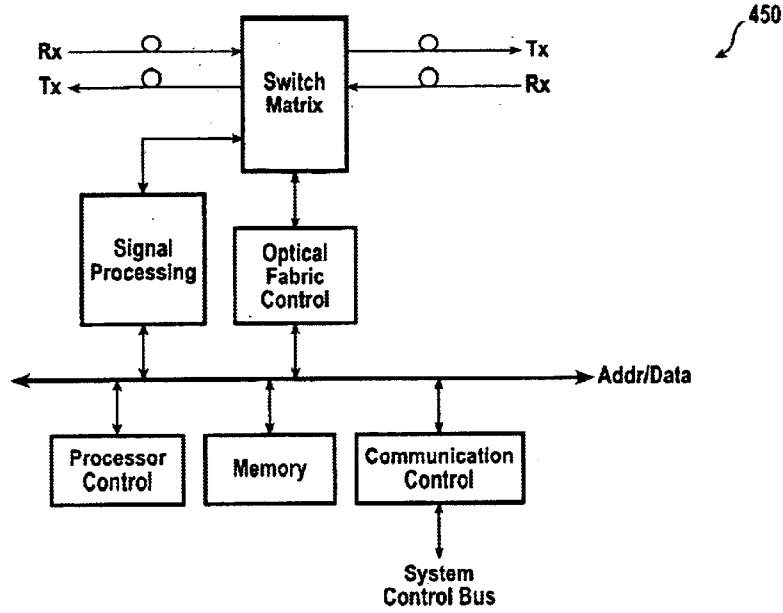 450
Rx
Tx
Switch
Matrix
Tx
Rx
Signal
Processing
Optical
Fabric
Control
Addr/Data
Processor
Control
Memory
Communication
Control
System
Control Bus